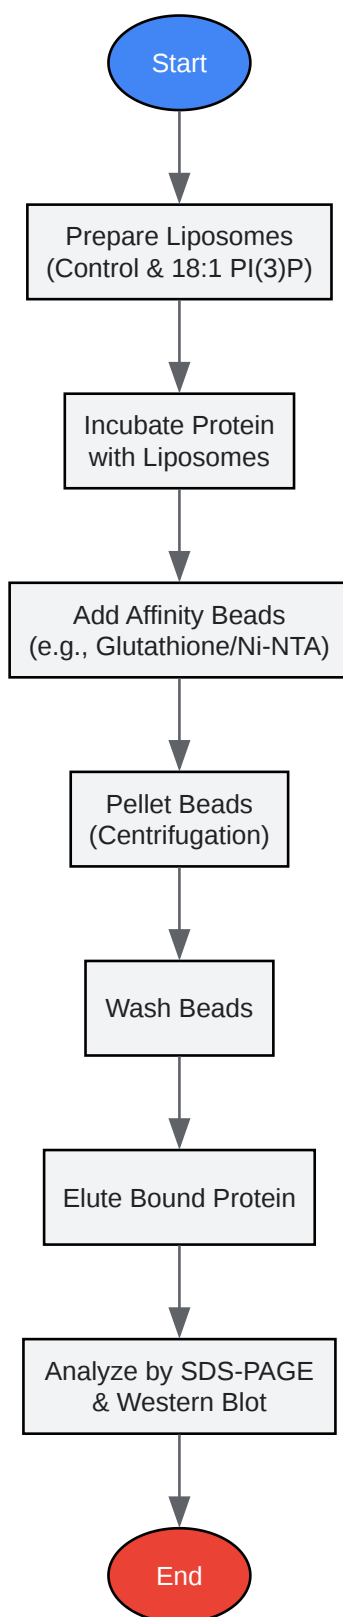 Start
Prepare Liposomes
(Control & 18:1 PI(3)P)
Incubate Protein
with Liposomes
Add Affinity Beads
(e.g., Glutathione/Ni-NTA)
Pellet Beads
(Centrifugation)
Wash Beads
Elute Bound Protein
Analyze by SDS-PAGE
& Western Blot
End